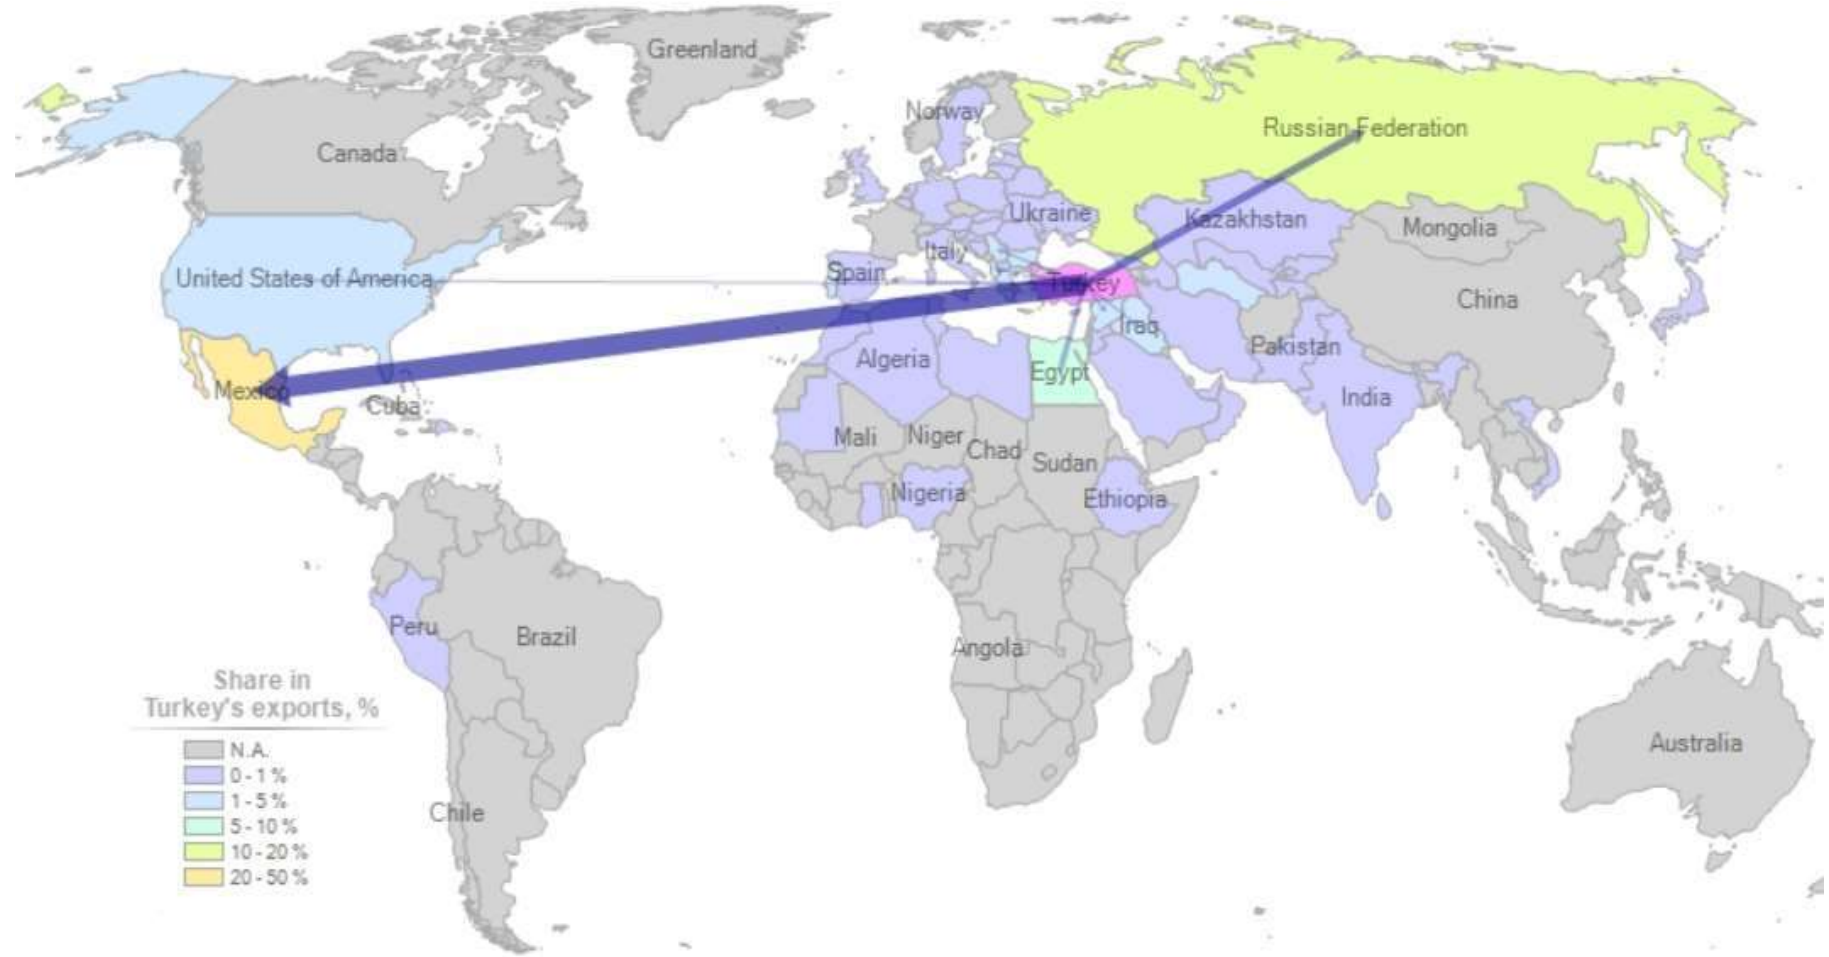 Greenland
Norway
Russian Federation
Canada
Ukraine
Kazakhstan
Mongolia
Italy
Spain
United States of America
Turkey
China
Iraq
Pakistan
Algeria
Egypt
Mexico
Cuba
India
Mali
Niger
Chad
Sudan
Nigeria
Ethiopia
Peru
Brazil
Angola
Australia
Chile
Share in
Turkey's exports, %
N.A.
0 - 1 %
1 - 5 %
5 - 10 %
10 - 20 %
20 - 50 %